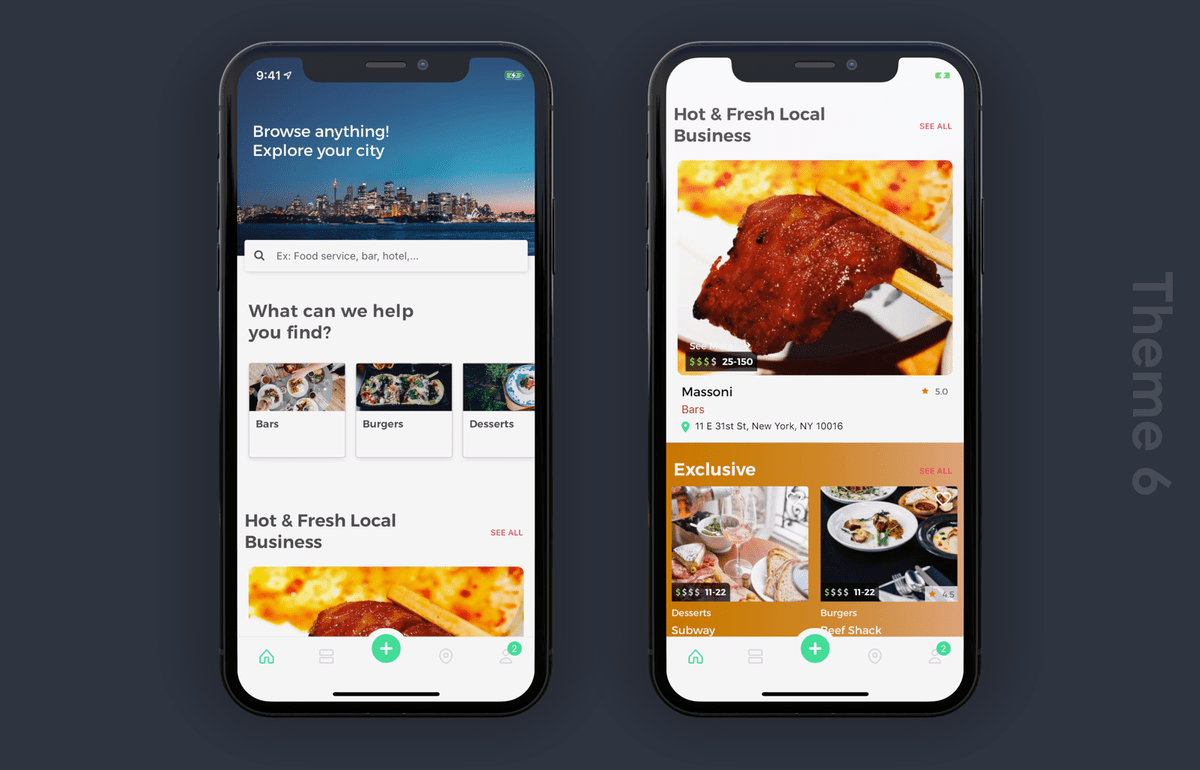 9:41
Browse anything!
Explore your city
Ex: Food service, bar, hotel,...
What can we help
you find?
Bars
Burgers
Desserts
Hot & Fresh Local
Business
SEE ALL
2
Hot & Fresh Local
Business
SEE ALL
$$$$ 25-150
Massoni
5.0
Bars
11 E 31st St, New York, NY 10016
Exclusive
SEE ALL
$$$$ 11-22
$$$$ 11-22
4.5
Desserts
Burgers
Subway
Beef Shack
2
Theme 6